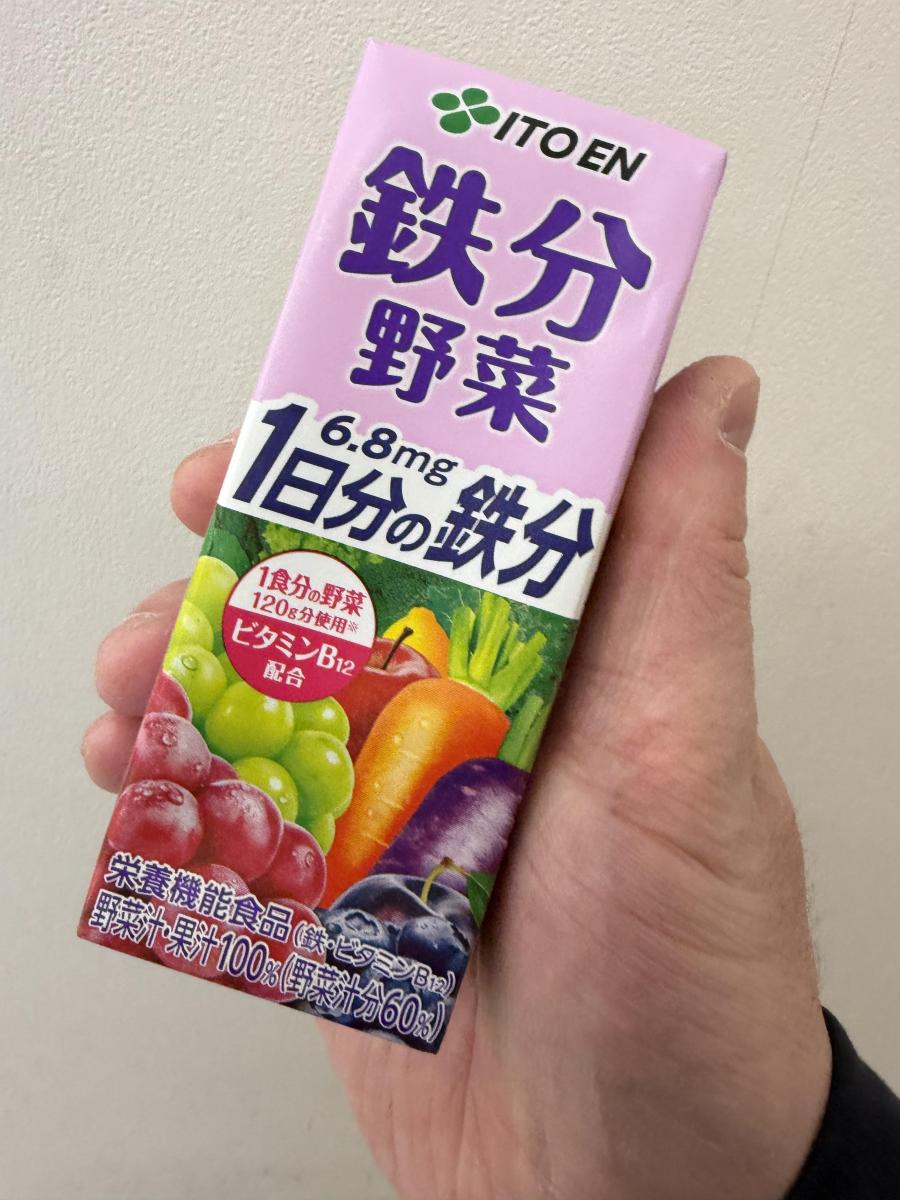 ITO EN
鉄分
野菜
6.8mg
1日分の鉄分
1食分の野菜
120g分使用※
ビタミンB12
配合
栄養機能食品(鉄・ビタミンB12)
野菜汁・果汁100%(野菜汁分60%)